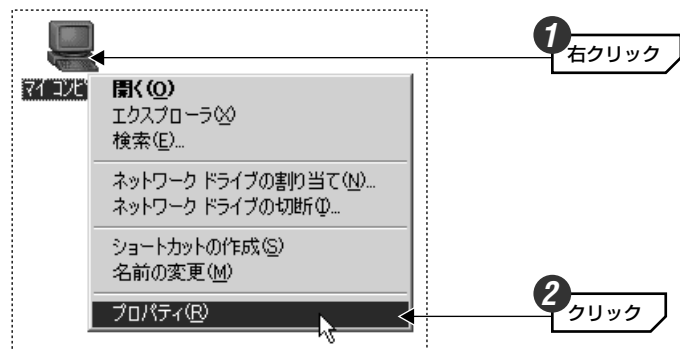 1
右クリック
マイ コンピ
開く(O)
エクスプローラ(X)
検索(E)...
ネットワーク ドライブの割り当て(N)...
ネットワーク ドライブの切断(I)...
ショートカットの作成(S)
名前の変更(M)
プロパティ(R)
2
クリック